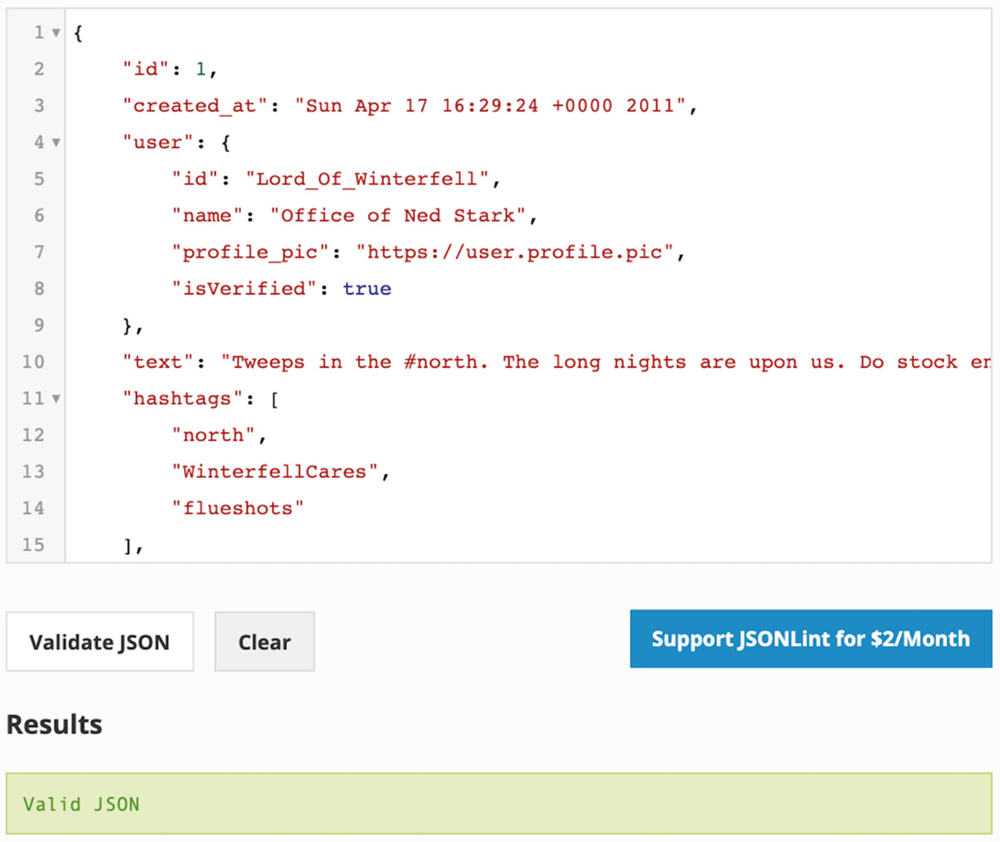 1 ▼ {
2 "id": 1,
3 "created_at": "Sun Apr 17 16:29:24 +0000 2011",
4 ▼ "user": {
5 "id": "Lord_Of_Winterfell",
6 "name": "Office of Ned Stark",
7 "profile_pic": "https://user.profile.pic",
8 "isVerified": true
9 },
10 "text": "Tweeps in the #north. The long nights are upon us. Do stock
11 ▼ "hashtags": [
12 "north",
13 "WinterfellCares",
14 "flueshots"
15 ],
Validate JSON
Clear
Support JSONLint for $2/Month
Results
Valid JSON